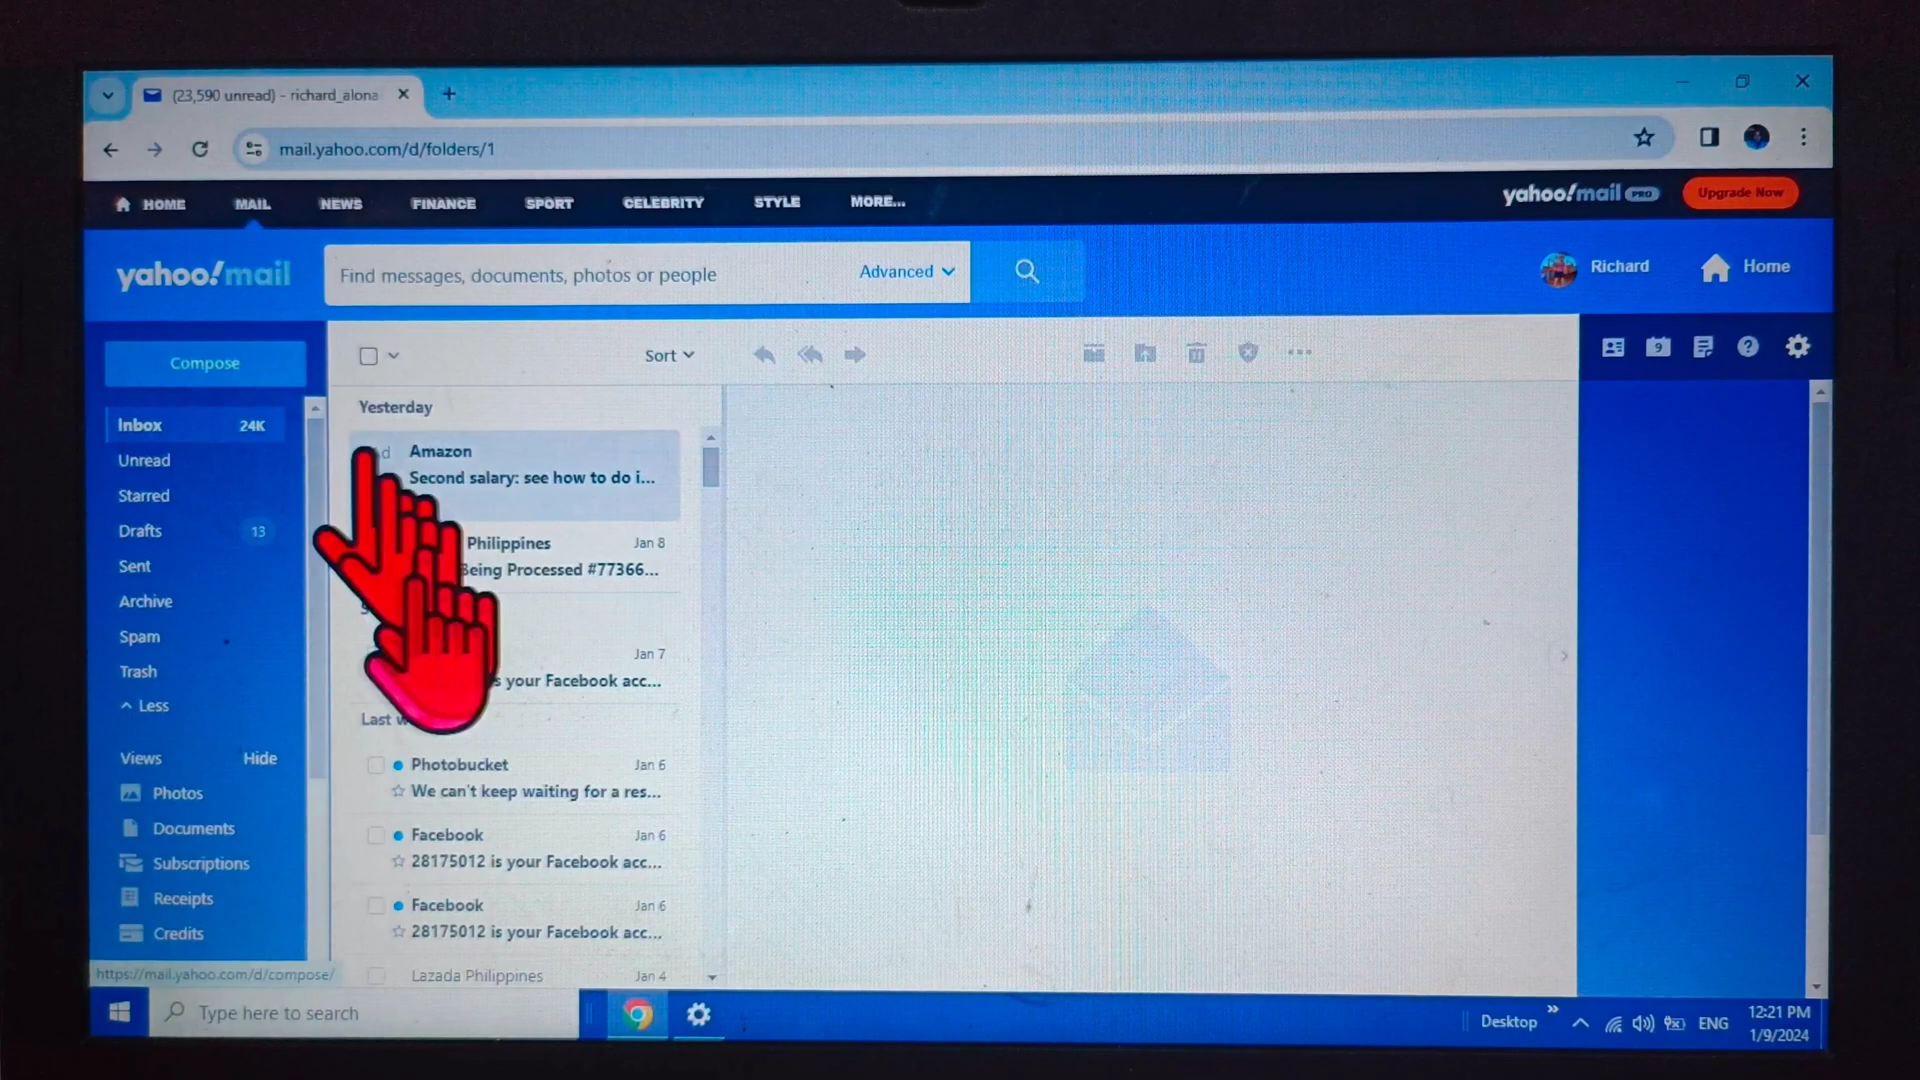 (23,590 unread) - richard_alona
mail.yahoo.com/d/folders/1
HOME MAIL NEWS FINANCE SPORT CELEBRITY STYLE MORE... yahoo!mail PRO Upgrade Now
yahoo!mail Find messages, documents, photos or people Advanced Richard Home
Compose Sort 9
Yesterday
Inbox 24K
Amazon
Unread
Second salary: see how to do i...
Starred
Drafts 13
Philippines Jan 8
Sent
Being Processed #77366...
Archive
Spam
Jan 7
Trash
s your Facebook acc...
Less
Last w
Views Hide
Photobucket Jan 6
Photos
We can't keep waiting for a res...
Documents
Facebook Jan 6
Subscriptions
28175012 is your Facebook acc...
Receipts
Facebook Jan 6
Credits
28175012 is your Facebook acc...
https://mail.yahoo.com/d/compose/
Lazada Philippines Jan 4
Type here to search
Desktop ENG 12:21 PM
1/9/2024